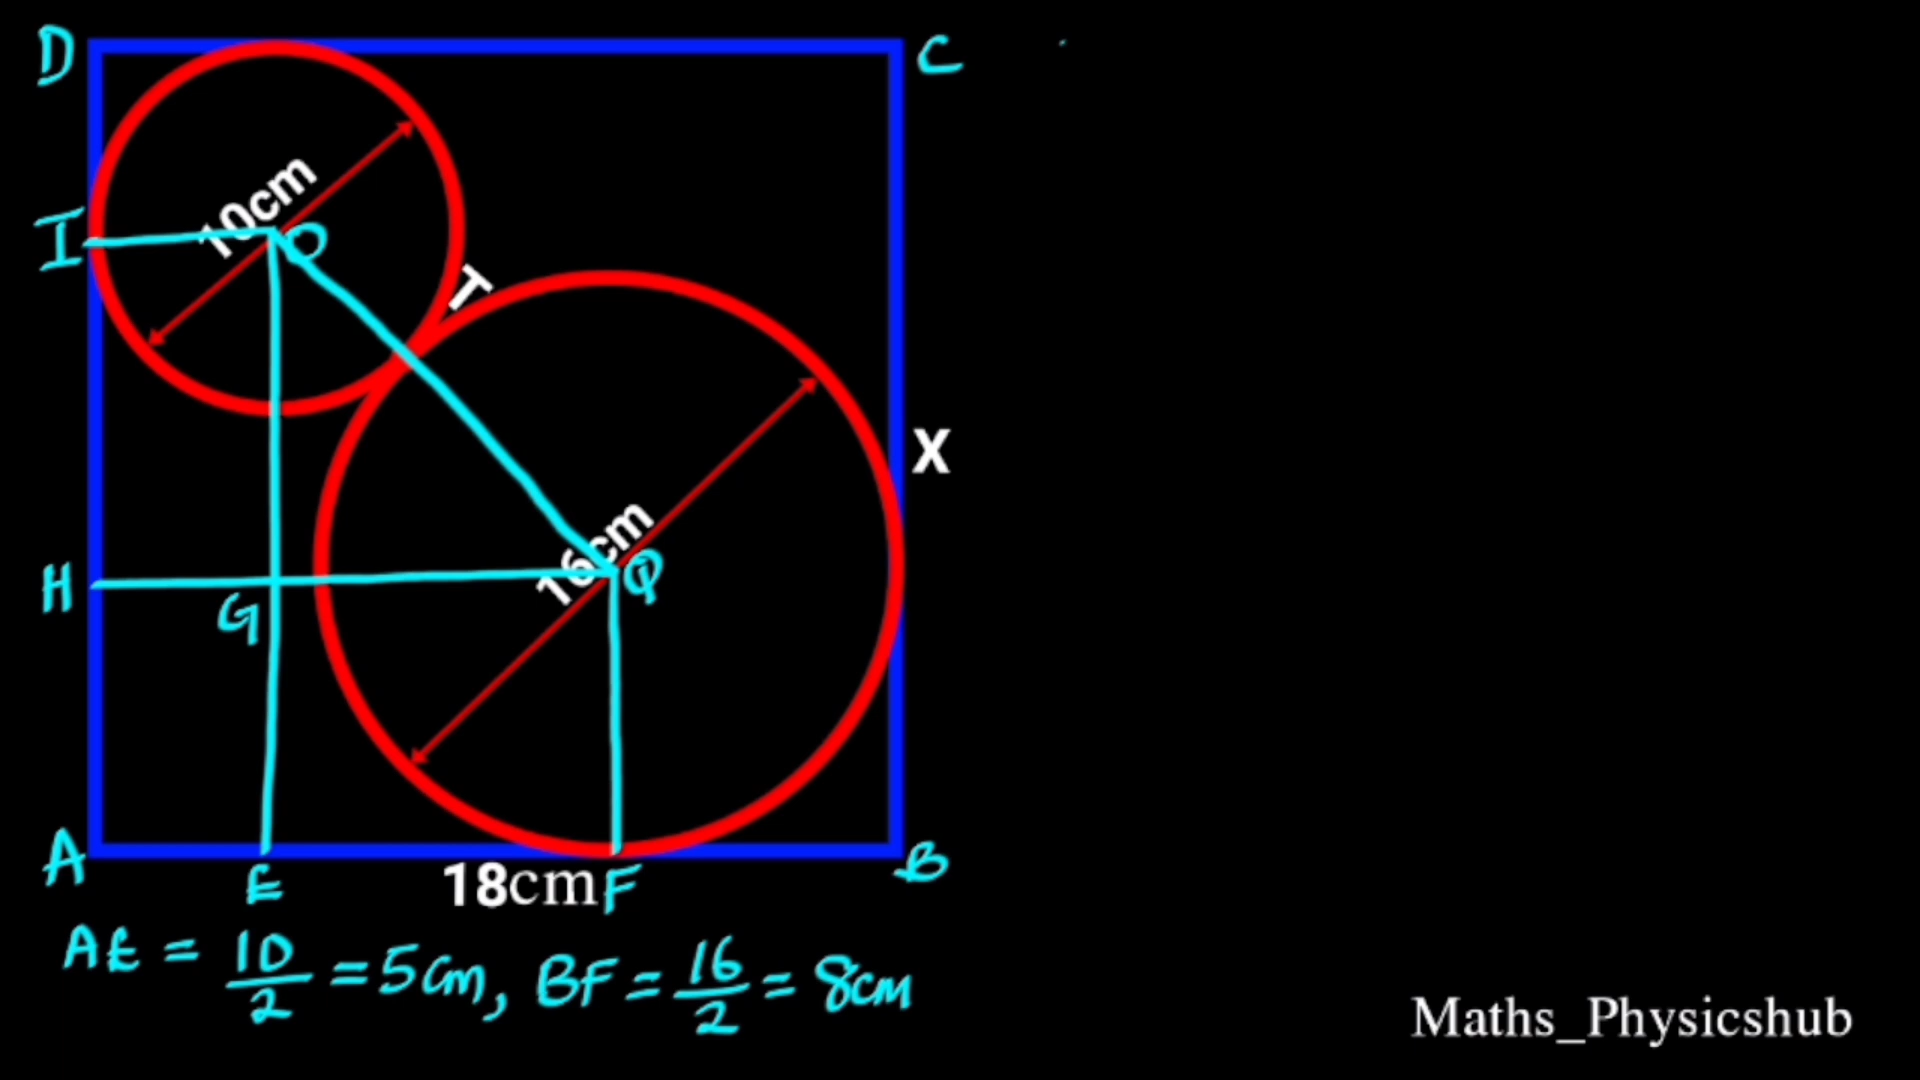 D
C
10cm
I
O
T
X
16cm
Q
H
G
A
E
18cm
F
B
AE = 10/2 = 5cm, BF = 16/2 = 8cm
Maths_Physicshub